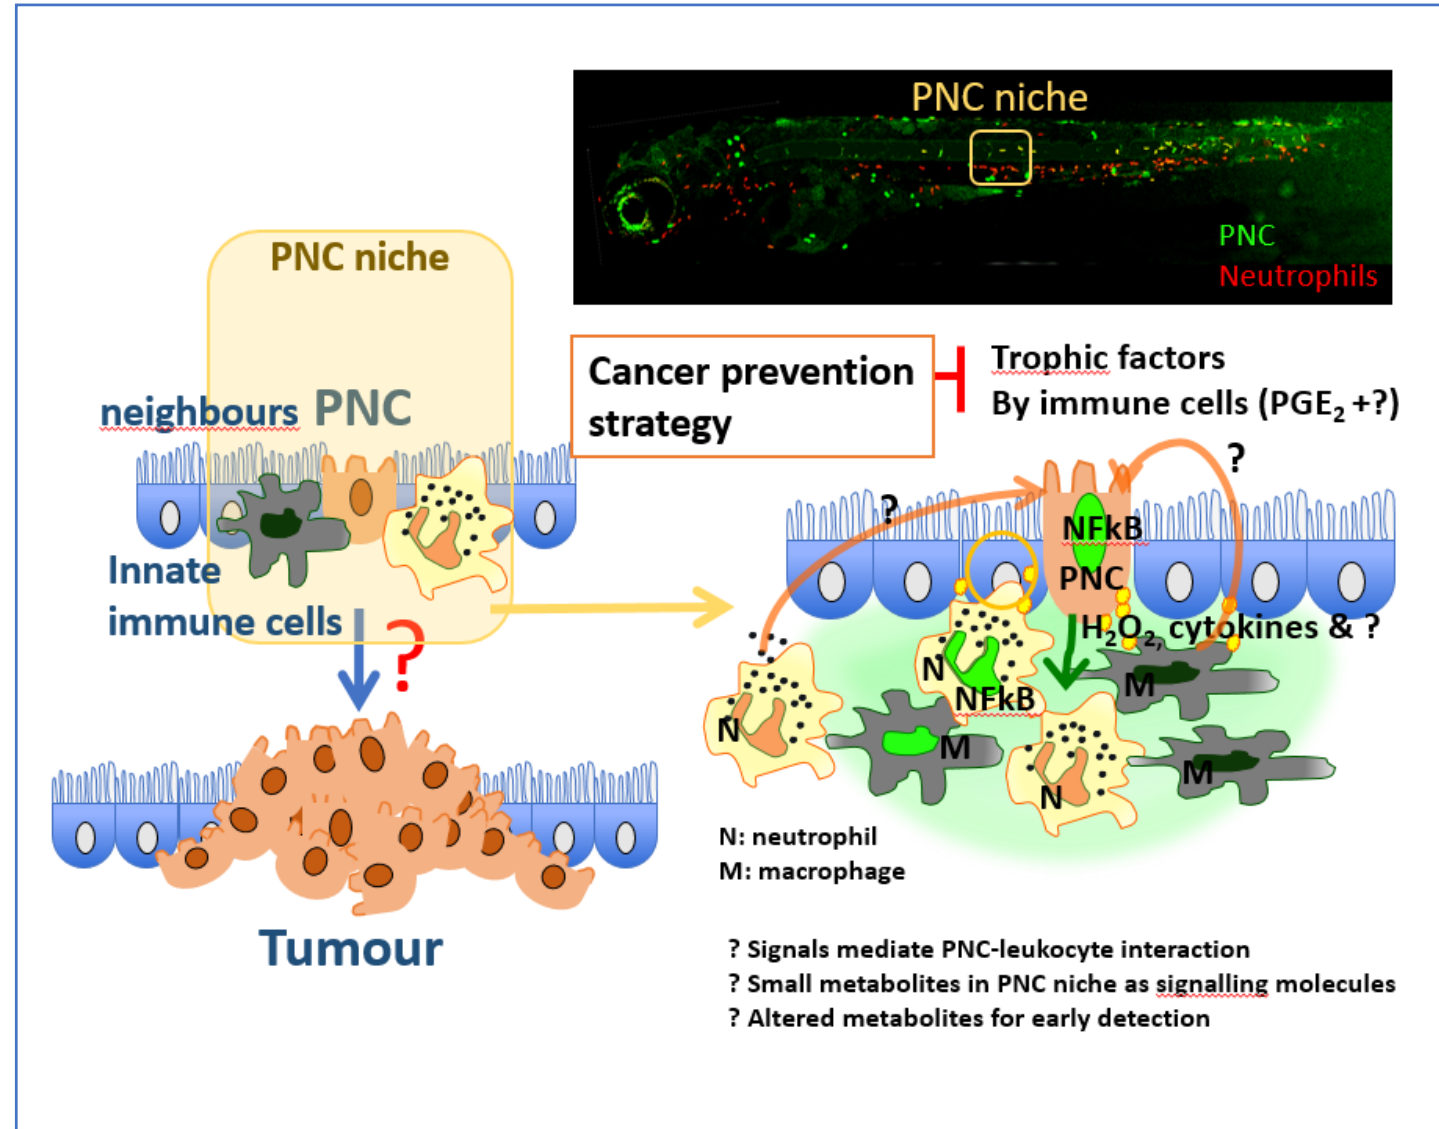 PNC niche
PNC
Neutrophils
PNC niche
neighbours PNC
Innate
immune cells
?
Tumour
Cancer prevention
strategy
Trophic factors
By immune cells (PGE₂ +?)
?
?
NFkB
PNC
H₂O₂, cytokines & ?
N
NFkB
M
N
M
N
M
N: neutrophil
M: macrophage
? Signals mediate PNC-leukocyte interaction
? Small metabolites in PNC niche as signalling molecules
? Altered metabolites for early detection